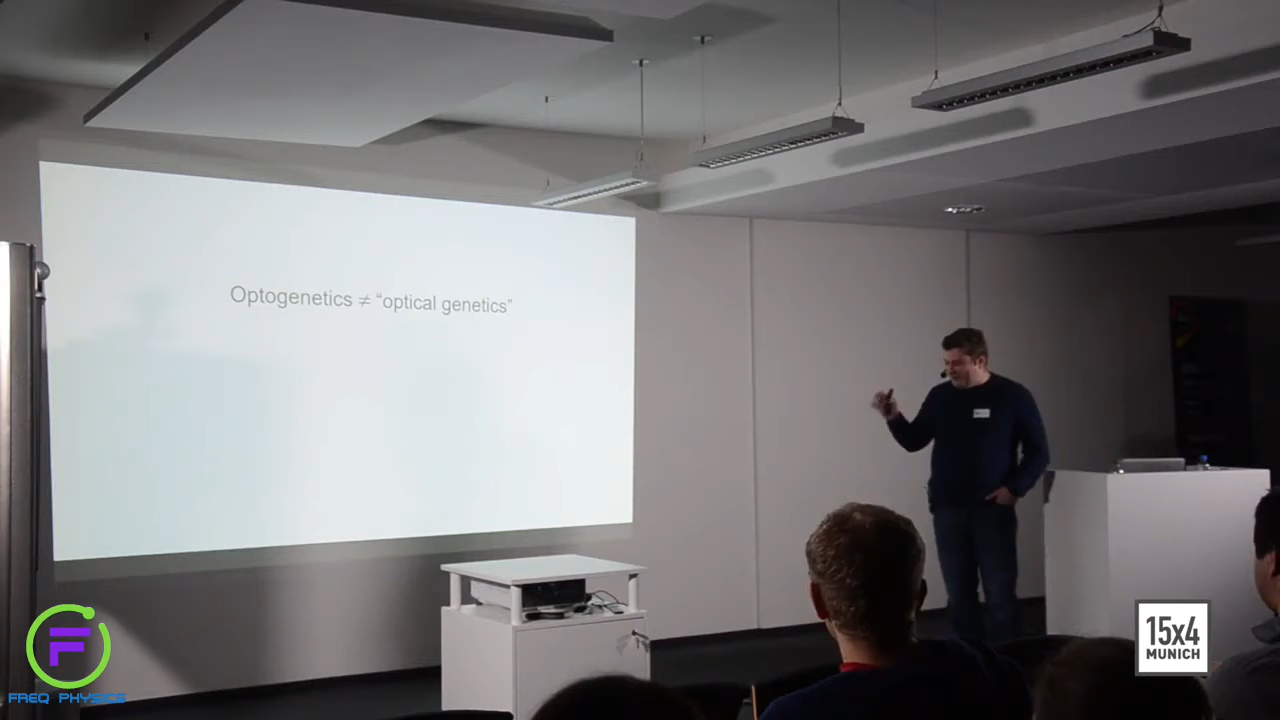 Optogenetics ≠ “optical genetics”
FREQ PHYSICS
15x4
MUNICH